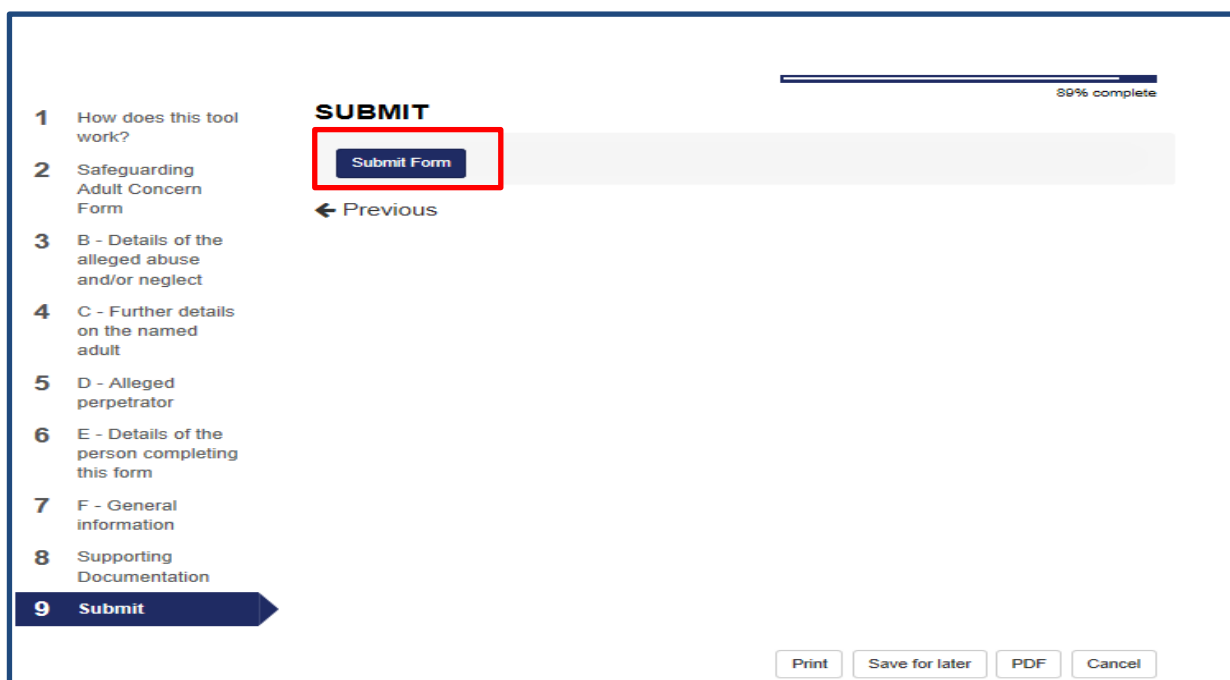 89% complete
1 How does this tool
work?
2 Safeguarding
Adult Concern
Form
3 B - Details of the
alleged abuse
and/or neglect
4 C - Further details
on the named
adult
5 D - Alleged
perpetrator
6 E - Details of the
person completing
this form
7 F - General
information
8 Supporting
Documentation
9 Submit
SUBMIT
Submit Form
Previous
Print Save for later PDF Cancel